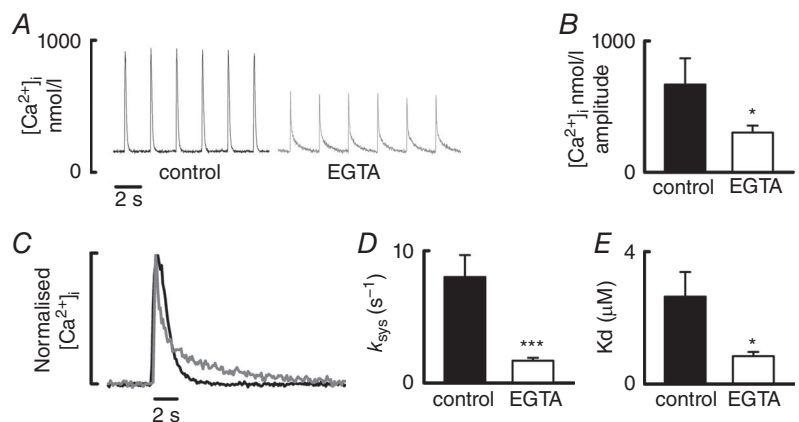 A
1000
[Ca²⁺]ᵢ
nmol/l
0
control
EGTA
2 s
B
1000
[Ca²⁺]ᵢ nmol/l
amplitude
*
0
control
EGTA
C
Normalised
[Ca²⁺]ᵢ
2 s
D
10
k_sys (s⁻¹)
***
0
control
EGTA
E
4
Kd (μM)
*
0
control
EGTA